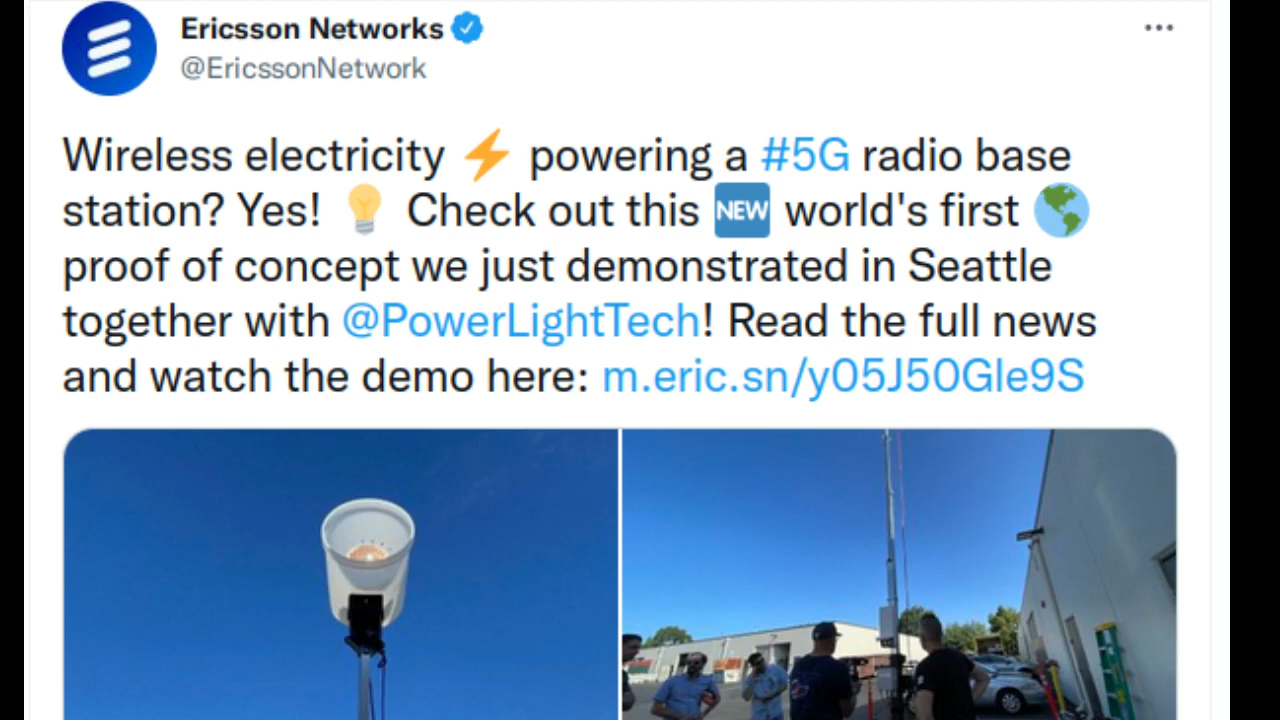 Ericsson Networks
@EricssonNetwork
Wireless electricity ⚡ powering a #5G radio base
station? Yes! 💡 Check out this 🆕 world's first 🌎
proof of concept we just demonstrated in Seattle
together with @PowerLightTech! Read the full news
and watch the demo here: m.eric.sn/y05J50Gle9S